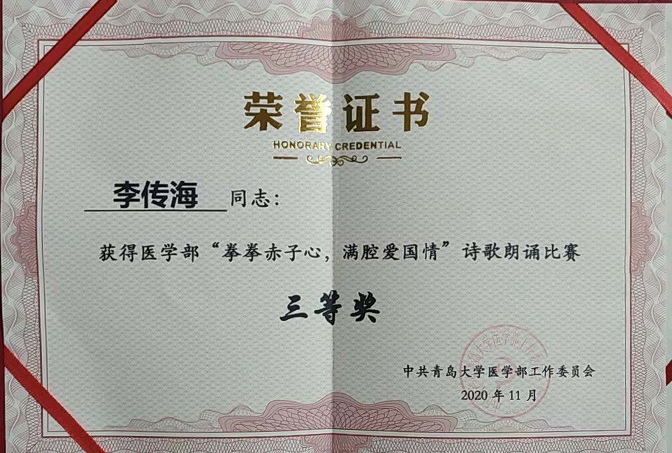 荣誉证书
HONORARY CREDENTIAL
李传海同志：
获得医学部“拳拳赤子心，满腔爱国情”诗歌朗诵比赛
三等奖
中共青岛大学医学部工作委员会
2020 年 11 月